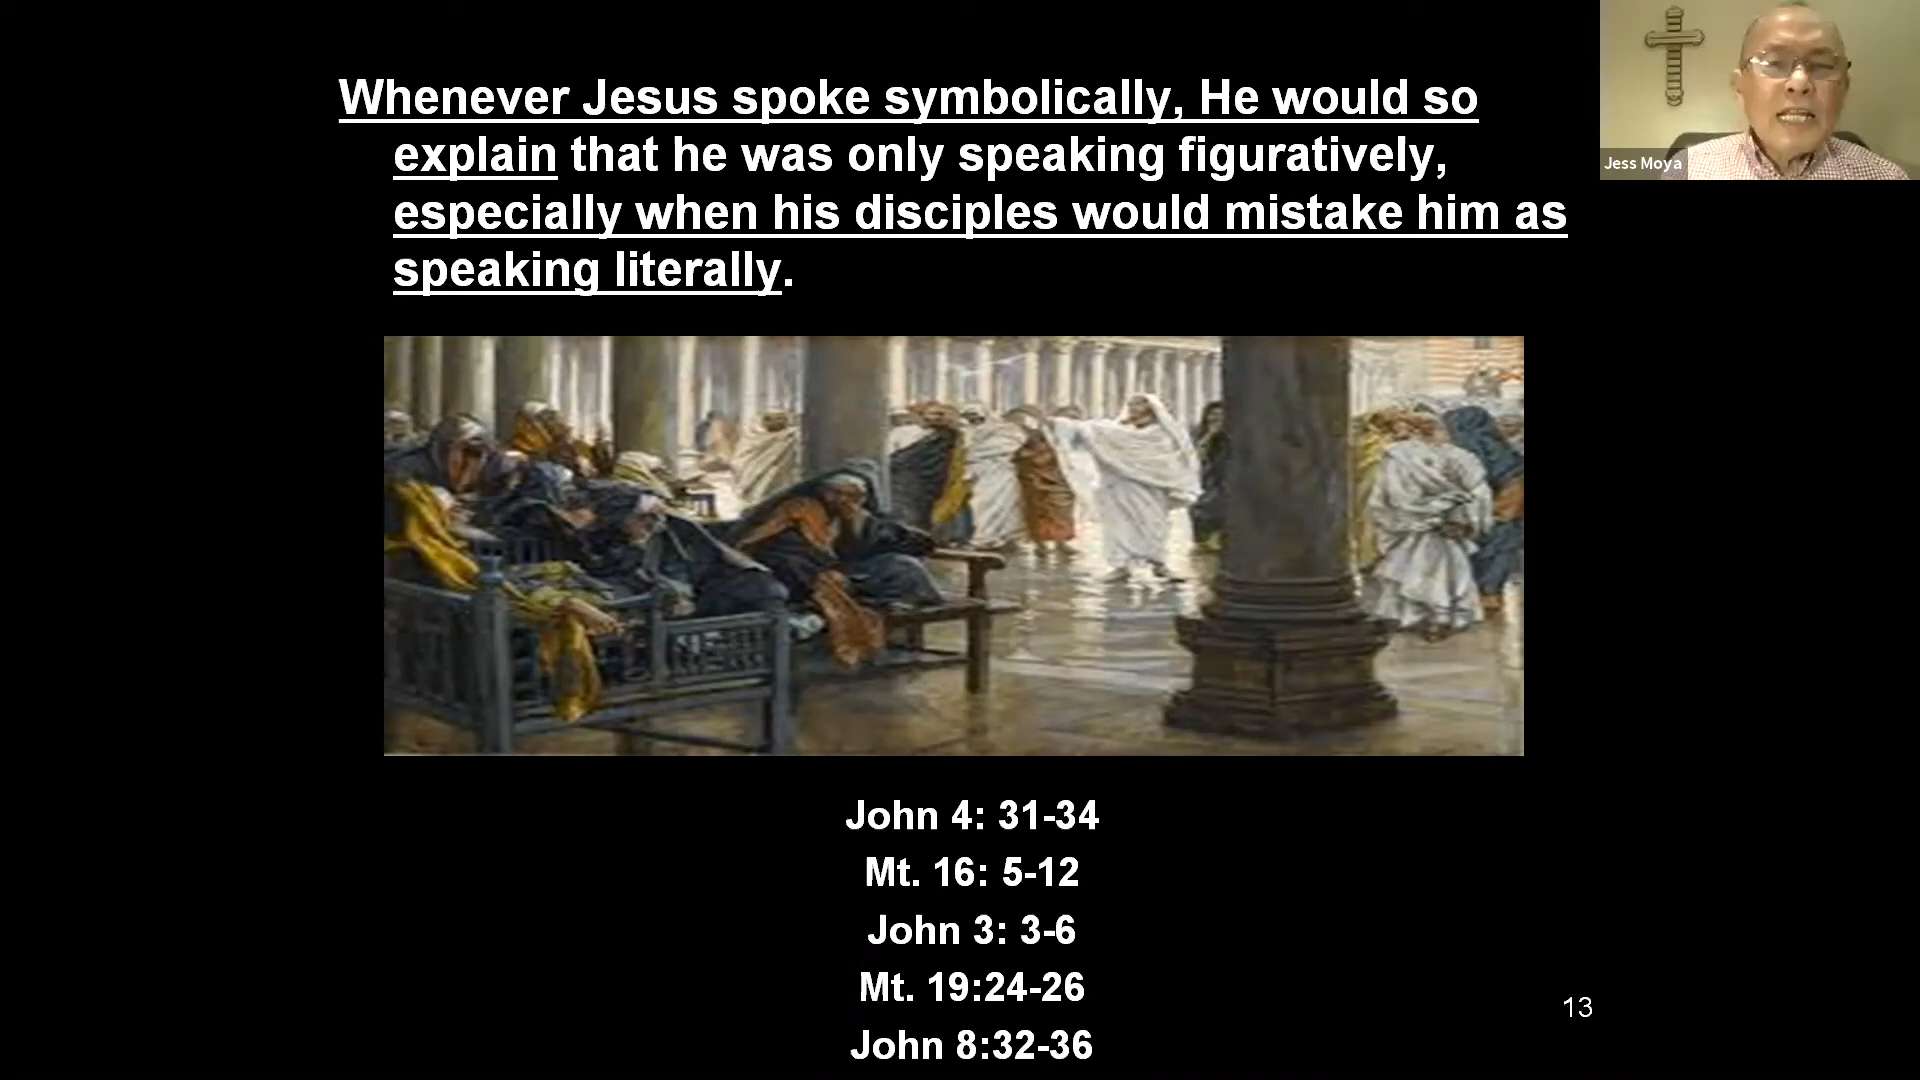 Whenever Jesus spoke symbolically, He would so
explain that he was only speaking figuratively,
especially when his disciples would mistake him as
speaking literally.
Jess Moya
John 4: 31-34
Mt. 16: 5-12
John 3: 3-6
Mt. 19:24-26
John 8:32-36
13